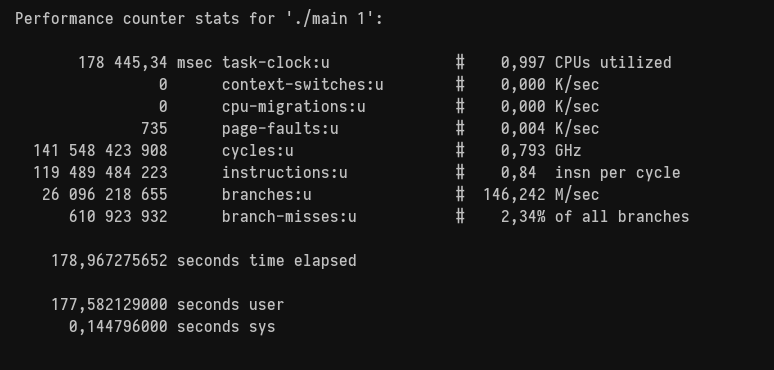 Performance counter stats for './main 1':
178 445,34 msec task-clock:u # 0,997 CPUs utilized
0 context-switches:u # 0,000 K/sec
0 cpu-migrations:u # 0,000 K/sec
735 page-faults:u # 0,004 K/sec
141 548 423 908 cycles:u # 0,793 GHz
119 489 484 223 instructions:u # 0,84 insn per cycle
26 096 218 655 branches:u # 146,242 M/sec
610 923 932 branch-misses:u # 2,34% of all branches
178,967275652 seconds time elapsed
177,582129000 seconds user
0,144796000 seconds sys